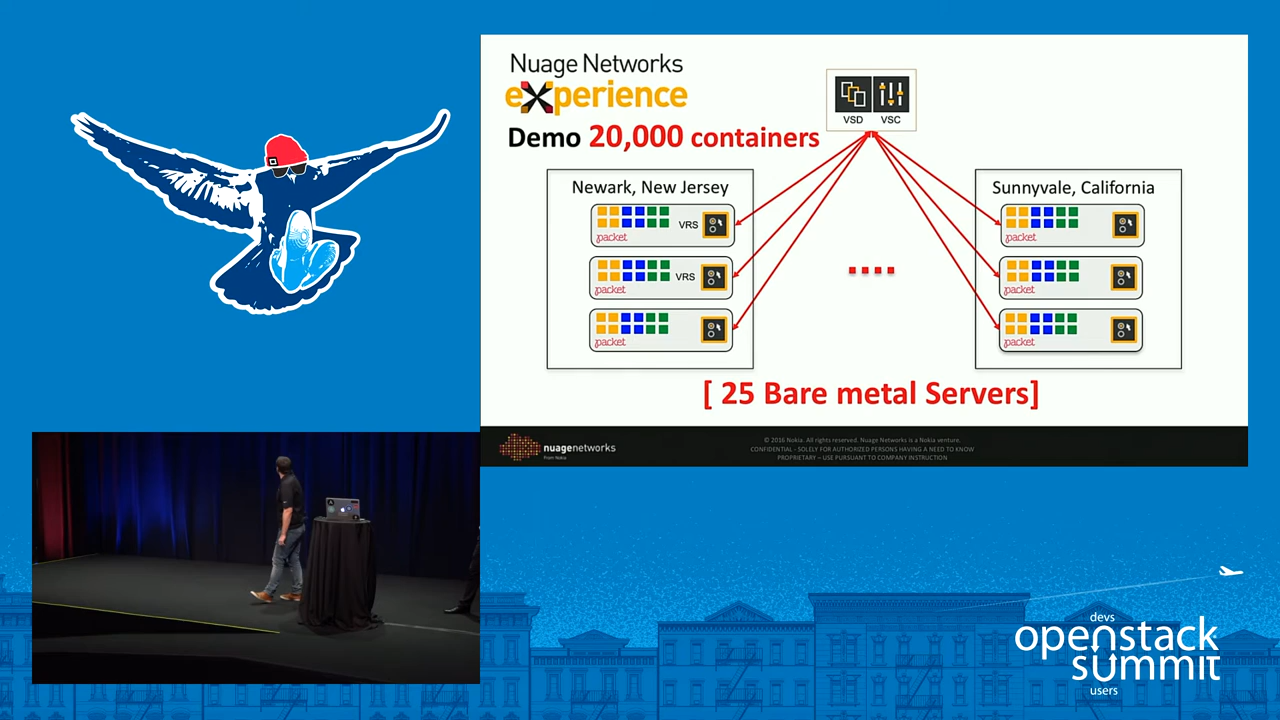 Nuage Networks
eXperience
Demo 20,000 containers
VSD VSC
Newark, New Jersey
VRS
packet
VRS
packet
packet
Sunnyvale, California
packet
packet
packet
[ 25 Bare metal Servers]
nuagenetworks
From Nokia
© 2016 Nokia. All rights reserved. Nuage Networks is a Nokia venture.
CONFIDENTIAL - SOLELY FOR AUTHORIZED PERSONS HAVING A NEED TO KNOW
PROPRIETARY – USE PURSUANT TO COMPANY INSTRUCTION
devs
openstack
summit
users